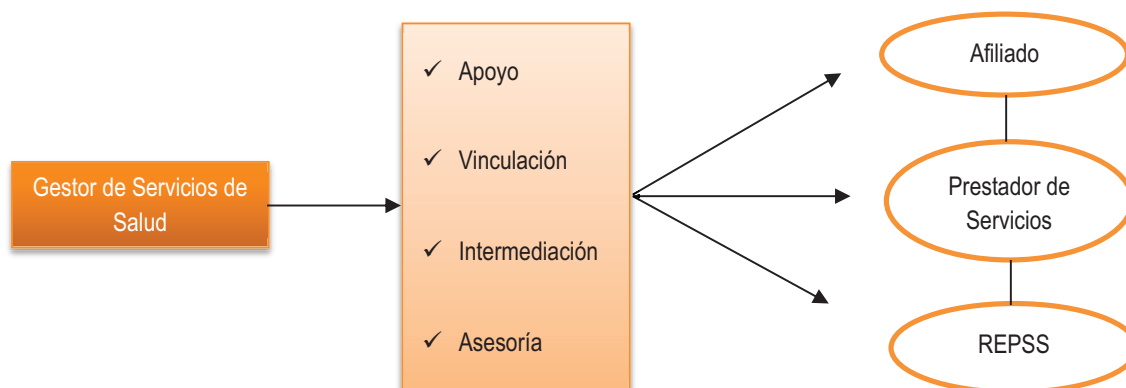 Gestor de Servicios de
Salud
✓ Apoyo
✓ Vinculación
✓ Intermediación
✓ Asesoría
Afiliado
Prestador de
Servicios
REPSS